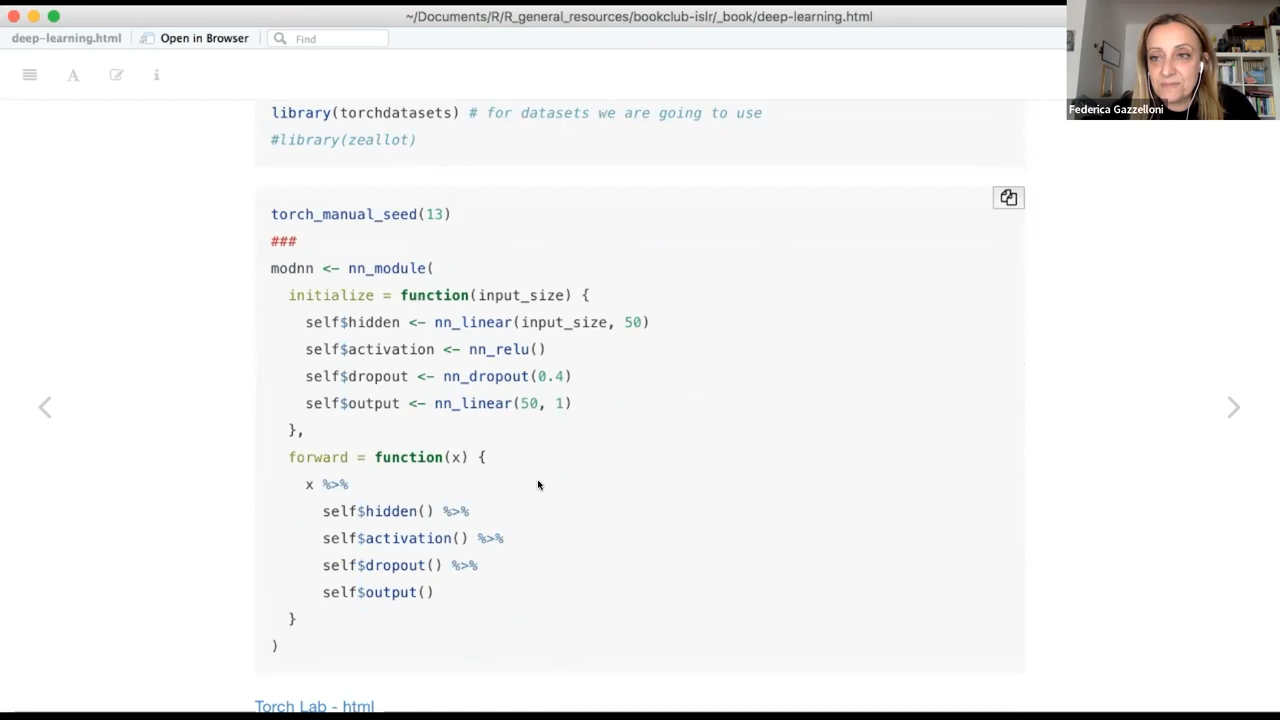 ~/Documents/R/R_general_resources/bookclub-islr/_book/deep-learning.html
deep-learning.html
Open in Browser
Find
Federica Gazzelloni
library(torchdatasets) # for datasets we are going to use
#library(zeallot)
torch_manual_seed(13)
###
modnn <- nn_module(
initialize = function(input_size) {
self$hidden <- nn_linear(input_size, 50)
self$activation <- nn_relu()
self$dropout <- nn_dropout(0.4)
self$output <- nn_linear(50, 1)
},
forward = function(x) {
x %>%
self$hidden() %>%
self$activation() %>%
self$dropout() %>%
self$output()
}
)
Torch Lab - html